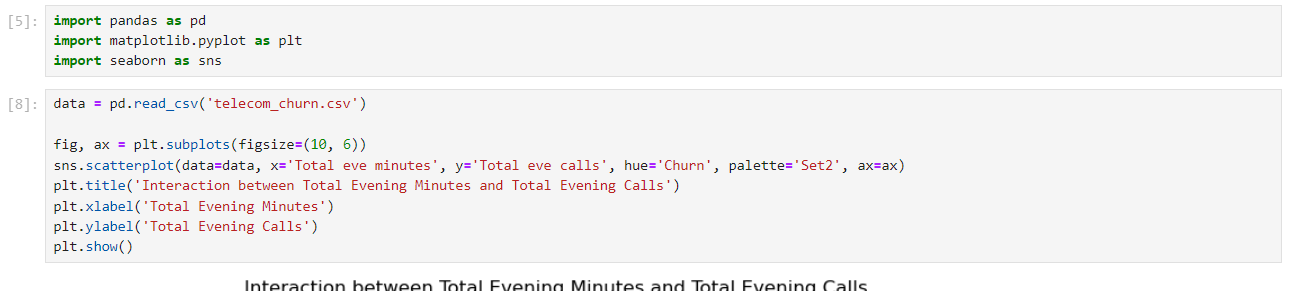 [5]:
import pandas as pd
import matplotlib.pyplot as plt
import seaborn as sns
[8]:
data = pd.read_csv('telecom_churn.csv')
fig, ax = plt.subplots(figsize=(10, 6))
sns.scatterplot(data=data, x='Total eve minutes', y='Total eve calls', hue='Churn', palette='Set2', ax=ax)
plt.title('Interaction between Total Evening Minutes and Total Evening Calls')
plt.xlabel('Total Evening Minutes')
plt.ylabel('Total Evening Calls')
plt.show()
Interaction between Total Evening Minutes and Total Evening Calls